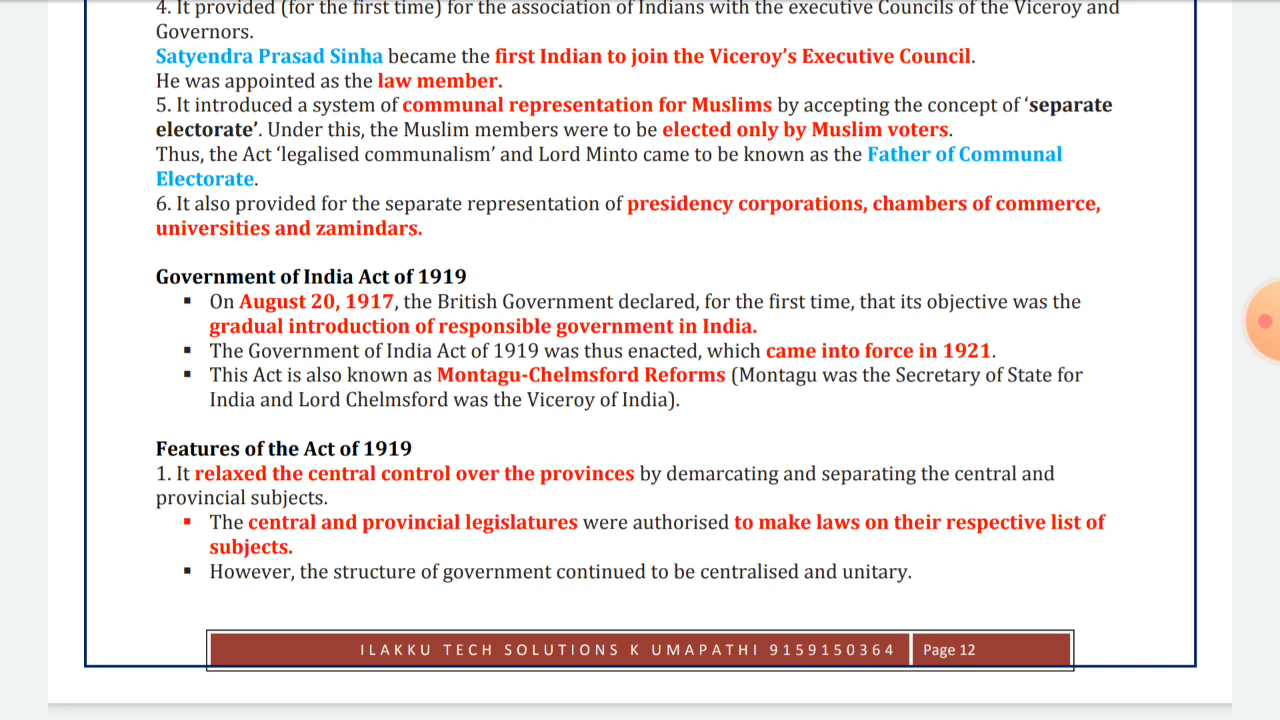 4. It provided (for the first time) for the association of Indians with the executive Councils of the Viceroy and
Governors.
Satyendra Prasad Sinha became the first Indian to join the Viceroy’s Executive Council.
He was appointed as the law member.
5. It introduced a system of communal representation for Muslims by accepting the concept of ‘separate
electorate’. Under this, the Muslim members were to be elected only by Muslim voters.
Thus, the Act ‘legalised communalism’ and Lord Minto came to be known as the Father of Communal
Electorate.
6. It also provided for the separate representation of presidency corporations, chambers of commerce,
universities and zamindars.
Government of India Act of 1919
▪ On August 20, 1917, the British Government declared, for the first time, that its objective was the
gradual introduction of responsible government in India.
▪ The Government of India Act of 1919 was thus enacted, which came into force in 1921.
▪ This Act is also known as Montagu-Chelmsford Reforms (Montagu was the Secretary of State for
India and Lord Chelmsford was the Viceroy of India).
Features of the Act of 1919
1. It relaxed the central control over the provinces by demarcating and separating the central and
provincial subjects.
▪ The central and provincial legislatures were authorised to make laws on their respective list of
subjects.
▪ However, the structure of government continued to be centralised and unitary.
ILAKKU TECH SOLUTIONS K UMAPATHI 9159150364 Page 12